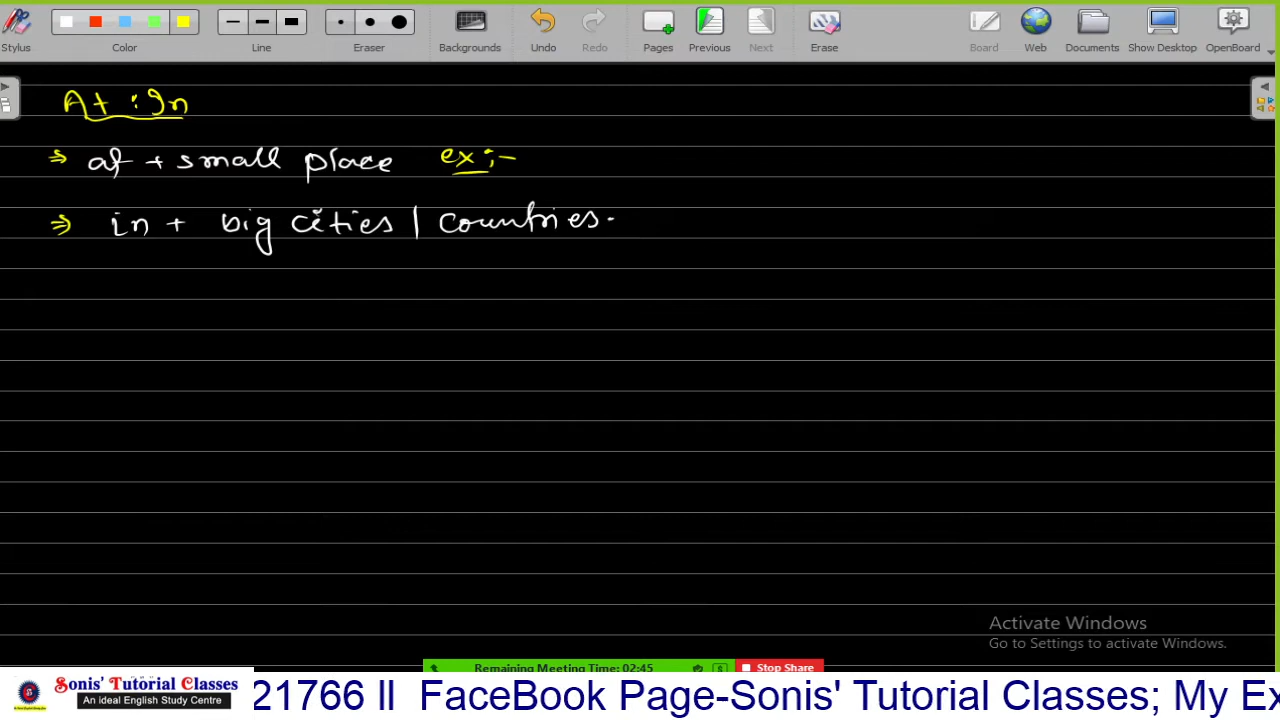 Stylus
Color
Line
Eraser
Backgrounds
Undo
Redo
Pages
Previous
Next
Erase
Board
Web
Documents
Show Desktop
OpenBoard
At : In
⇒ at + small place ex :-
⇒ in + big cities | Countries.
Activate Windows
Go to Settings to activate Windows.
Remaining Meeting Time: 02:45
Stop Share
Sonis' Tutorial Classes
An ideal English Study Centre
21766 ll FaceBook Page-Sonis' Tutorial Classes; My Ex